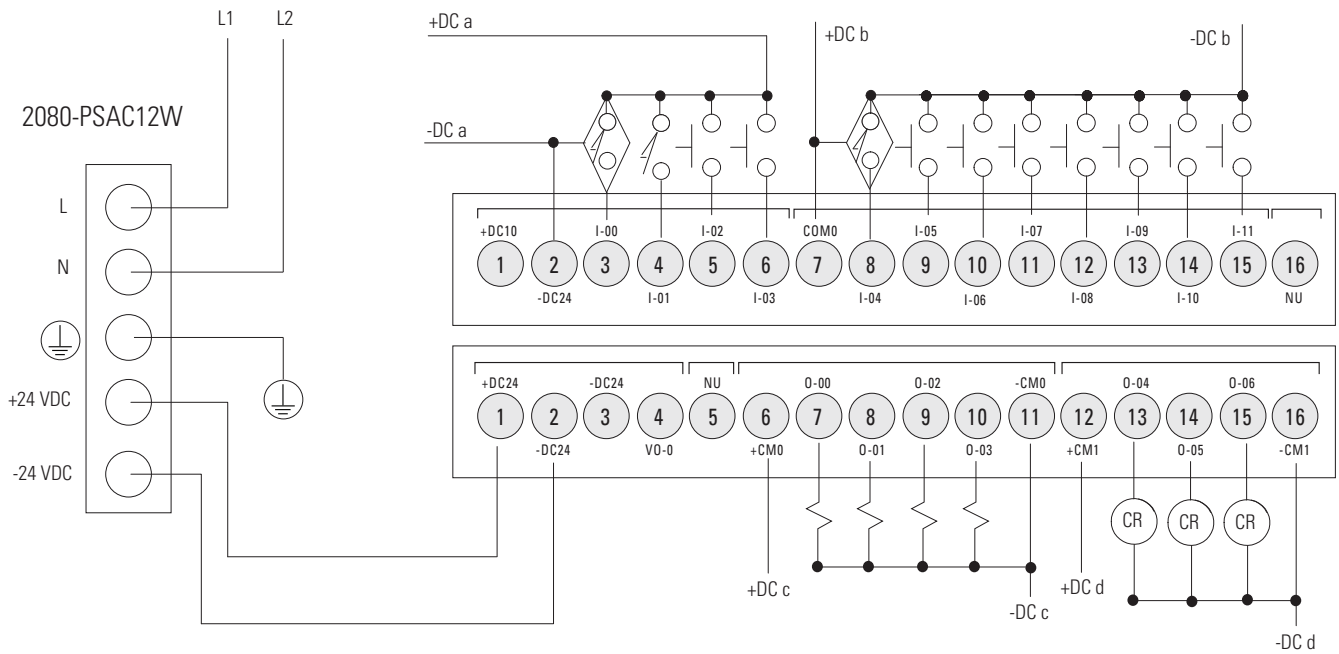 L1 L2 +DC a +DC b -DC b
2080-PSAC12W
-DC a
L
N
+24 VDC
-24 VDC
+DC10 I-00 I-02 COM0 I-05 I-07 I-09 I-11
1 2 3 4 5 6 7 8 9 10 11 12 13 14 15 16
-DC24 I-01 I-03 I-04 I-06 I-08 I-10 NU
+DC24 -DC24 NU O-00 O-02 -CM0 O-04 O-06
1 2 3 4 5 6 7 8 9 10 11 12 13 14 15 16
-DC24 VO-0 +CM0 O-01 O-03 +CM1 O-05 -CM1
CR CR CR
+DC c -DC c +DC d -DC d